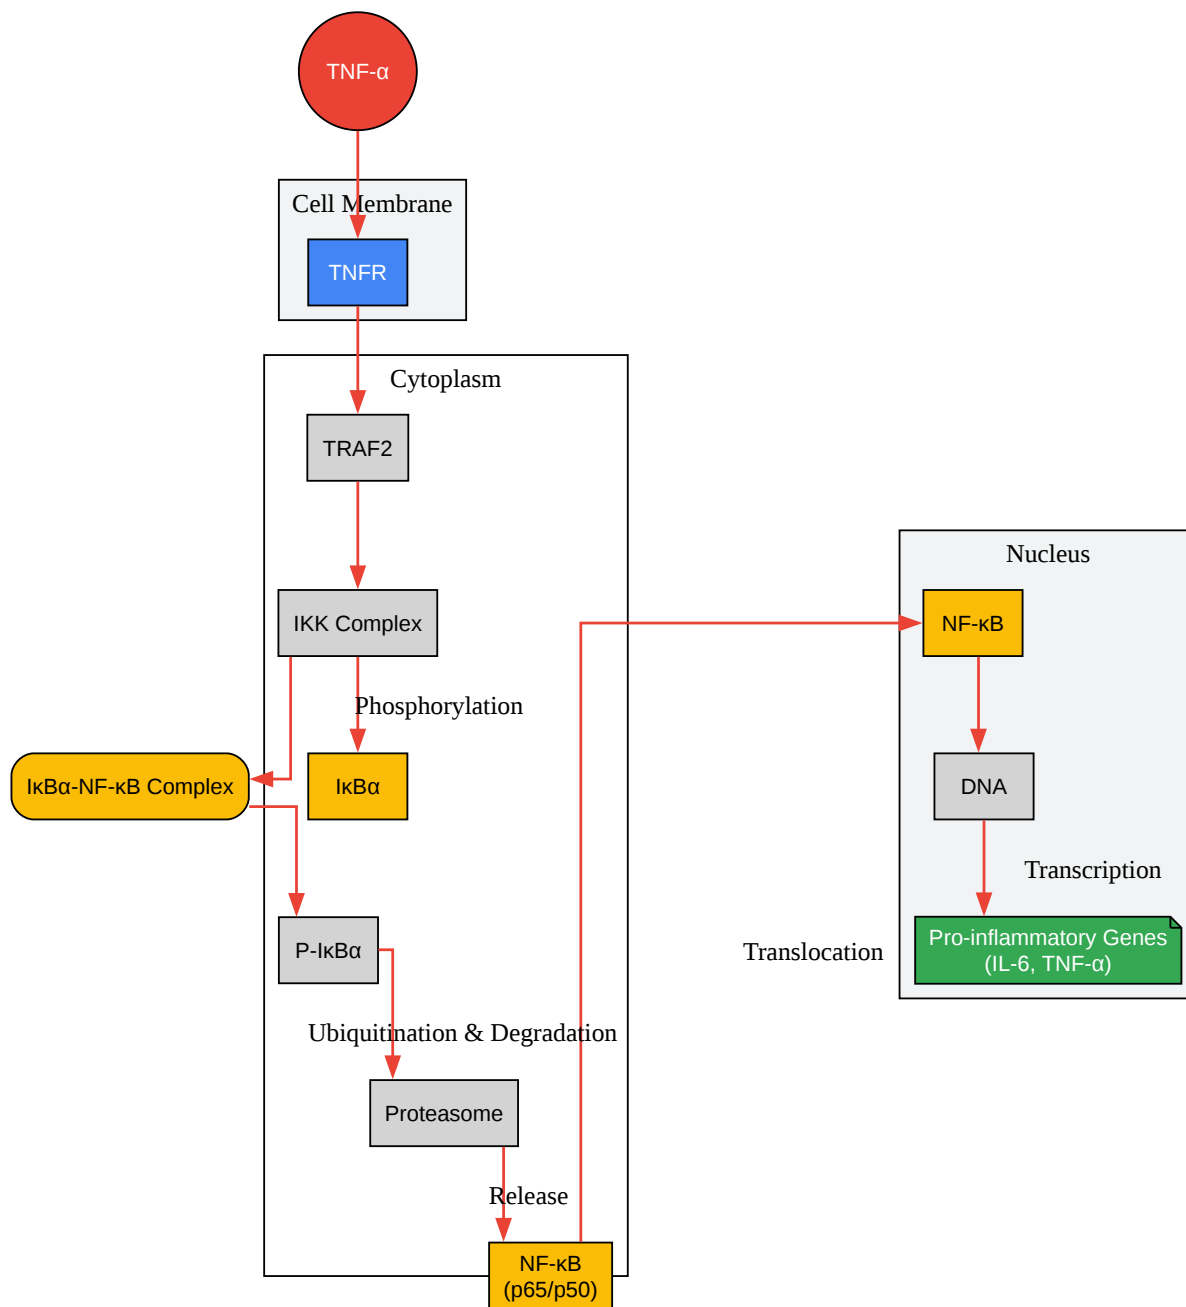 TNF-α
Cell Membrane
TNFR
Cytoplasm
TRAF2
Nucleus
IKK Complex
NF-κB
Phosphorylation
IκBα-NF-κB Complex
IκBα
DNA
Transcription
P-IκBα
Translocation
Pro-inflammatory Genes
(IL-6, TNF-α)
Ubiquitination & Degradation
Proteasome
Release
NF-κB
(p65/p50)